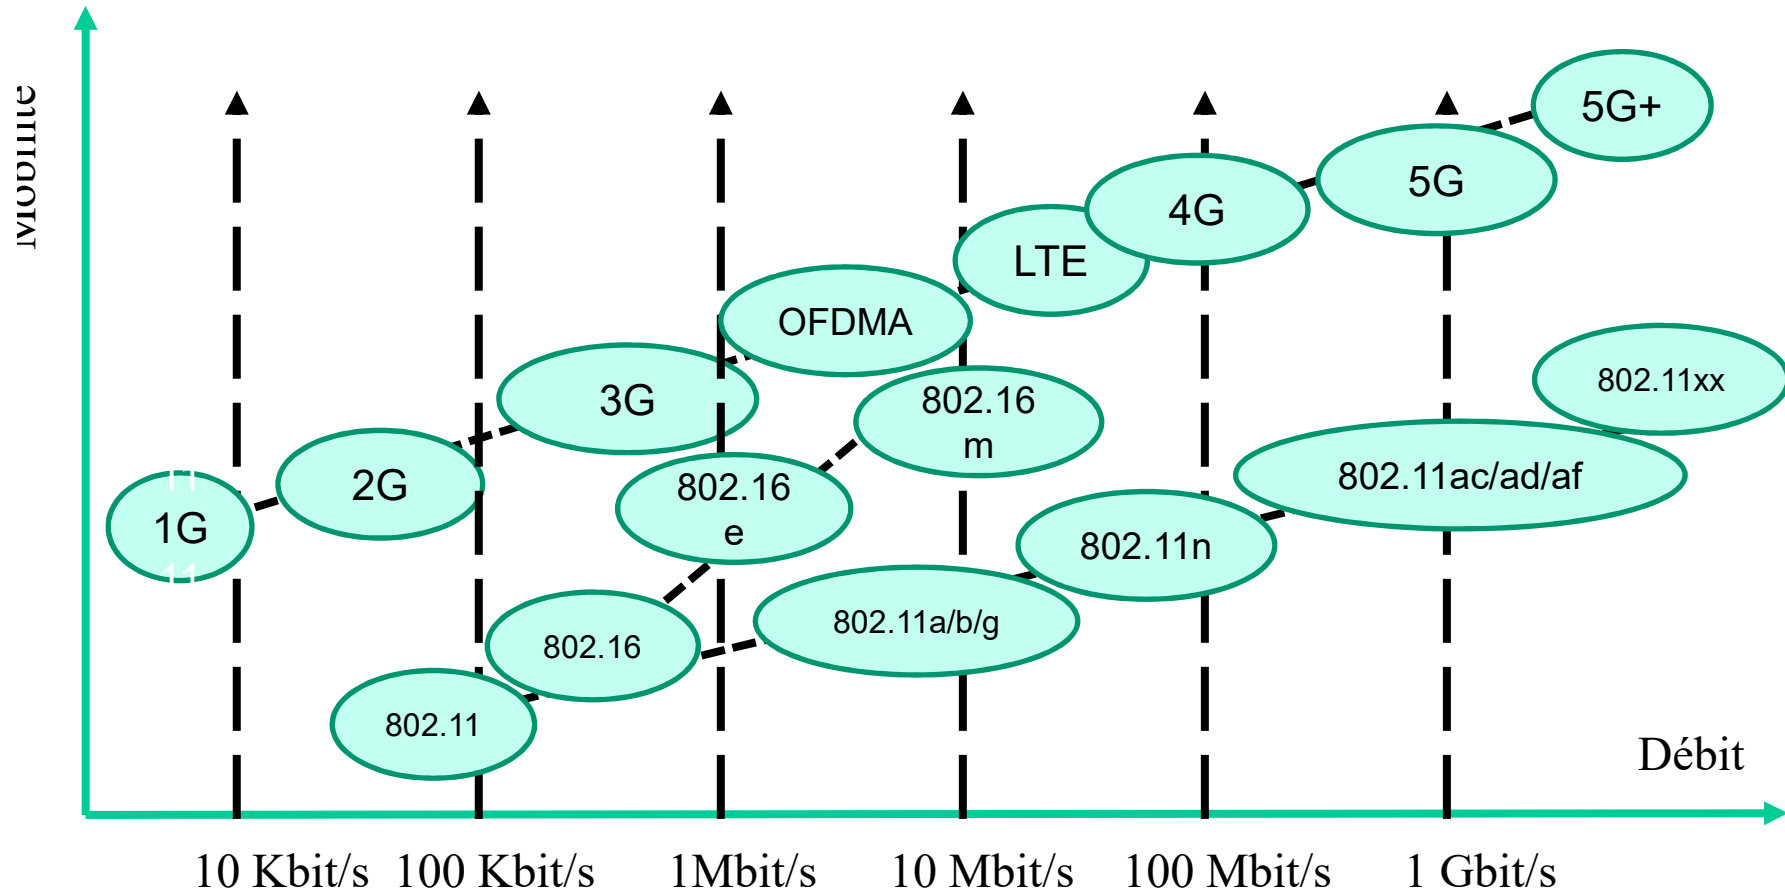 5G+
5G
4G
LTE
OFDMA
3G
2G
1G
802.16
m
802.16
e
802.16
802.11
802.11a/b/g
802.11n
802.11ac/ad/af
802.11xx
Débit
10 Kbit/s
100 Kbit/s
1Mbit/s
10 Mbit/s
100 Mbit/s
1 Gbit/s